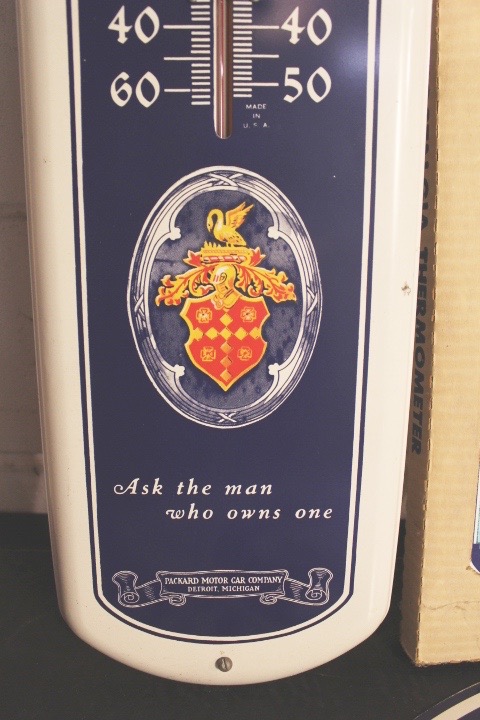 40 40
60 50
MADE
IN
U.S.A.
Ask the man
who owns one
PACKARD MOTOR CAR COMPANY
DETROIT, MICHIGAN
THERMOMETER